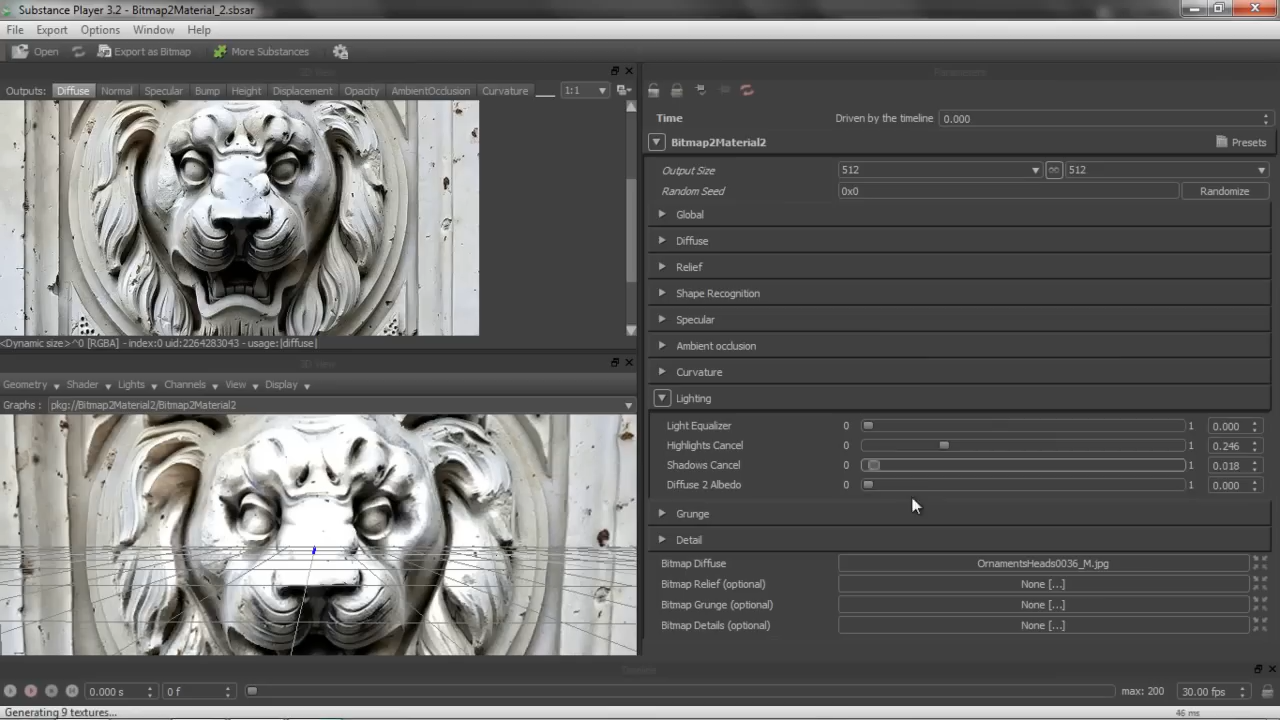 Substance Player 3.2 - Bitmap2Material_2.sbsar
File Export Options Window Help
Open Export as Bitmap More Substances
Outputs: Diffuse Normal Specular Bump Height Displacement Opacity AmbientOcclusion Curvature 1:1
<Dynamic size>^0 [RGBA] - index:0 uid:2264283043 - usage:|diffuse|
3D View
Geometry Shader Lights Channels View Display
Graphs : pkg://Bitmap2Material2/Bitmap2Material2
Parameters
Time Driven by the timeline 0.000
Bitmap2Material2 Presets
Output Size 512 512
Random Seed 0x0 Randomize
Global
Diffuse
Relief
Shape Recognition
Specular
Ambient occlusion
Curvature
Lighting
Light Equalizer 0 1 0.000
Highlights Cancel 0 1 0.246
Shadows Cancel 0 1 0.018
Diffuse 2 Albedo 0 1 0.000
Grunge
Detail
Bitmap Diffuse OrnamentsHeads0036_M.jpg
Bitmap Relief (optional) None [...]
Bitmap Grunge (optional) None [...]
Bitmap Details (optional) None [...]
0.000 s 0 f max: 200 30.00 fps
Generating 9 textures... 46 ms